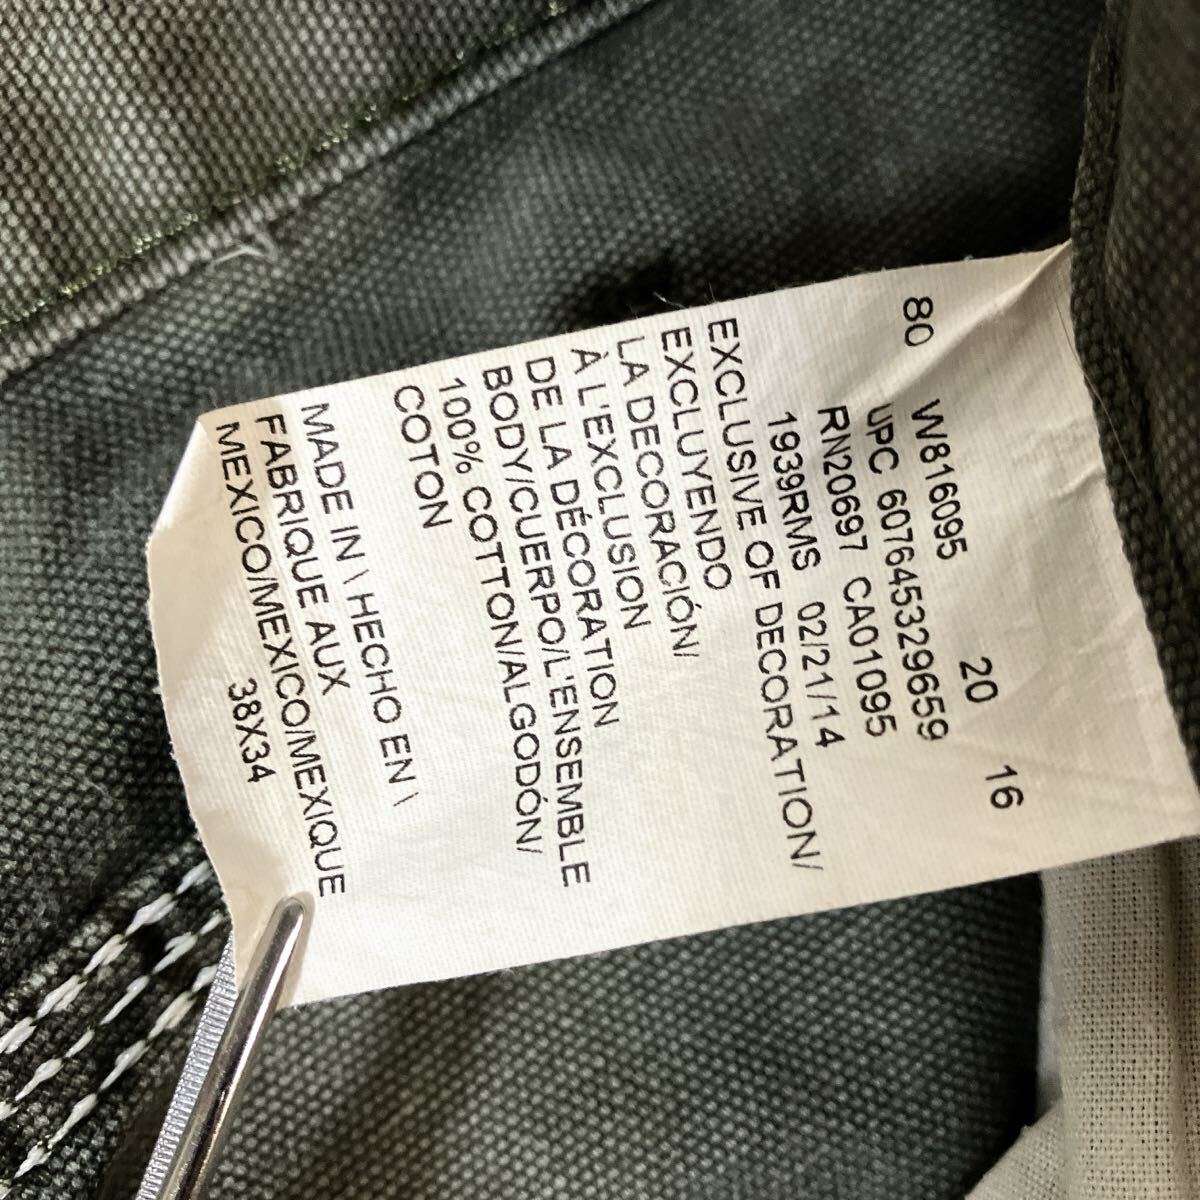 80 W816095 20 16
UPC 607645329659
RN20697 CA01095
1939RMS 02/21/14
EXCLUSIVE OF DECORATION/
EXCLUYENDO
LA DECORACIÓN/
À L'EXCLUSION
DE LA DÉCORATION
BODY/CUERPO/L'ENSEMBLE
100% COTTON/ALGODÓN/
COTON
MADE IN \ HECHO EN \
FABRIQUE AUX
MEXICO/MEXICO/MEXIQUE
38X34